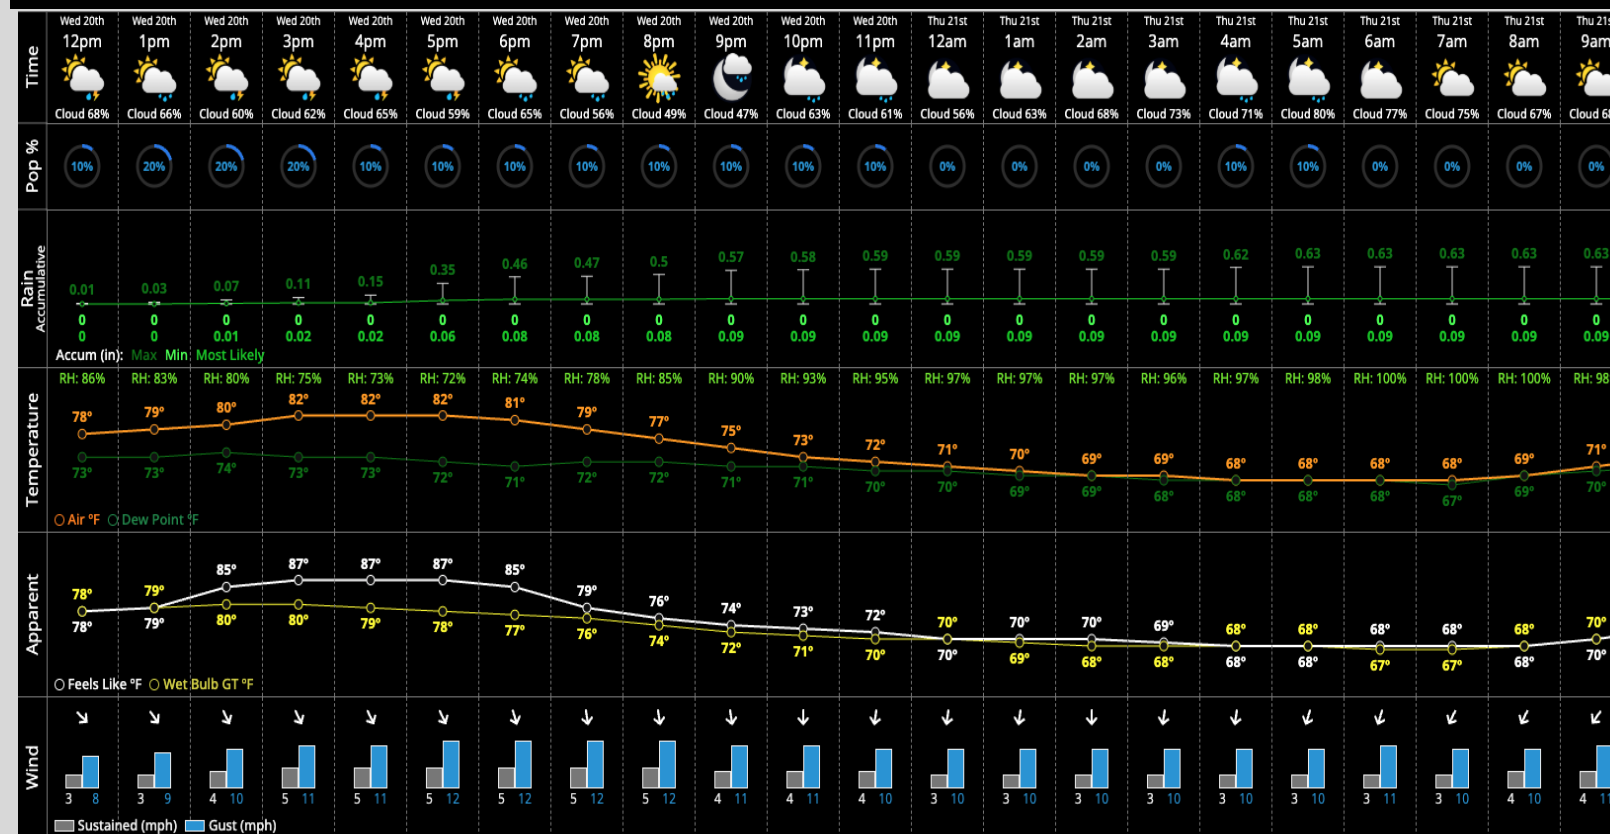 Wed 20th Wed 20th Wed 20th Wed 20th Wed 20th Wed 20th Wed 20th Wed 20th Wed 20th Wed 20th Wed 20th Wed 20th Thu 21st Thu 21st Thu 21st Thu 21st Thu 21st Thu 21st Thu 21st Thu 21st Thu 21st Thu 21s
Time
12pm 1pm 2pm 3pm 4pm 5pm 6pm 7pm 8pm 9pm 10pm 11pm 12am 1am 2am 3am 4am 5am 6am 7am 8am 9am
Cloud 68% Cloud 66% Cloud 60% Cloud 62% Cloud 65% Cloud 59% Cloud 65% Cloud 56% Cloud 49% Cloud 47% Cloud 63% Cloud 61% Cloud 56% Cloud 63% Cloud 68% Cloud 73% Cloud 71% Cloud 80% Cloud 77% Cloud 75% Cloud 67% Cloud 68
Pop %
10% 20% 20% 20% 10% 10% 10% 10% 10% 10% 10% 10% 0% 0% 0% 0% 10% 10% 0% 0% 0% 0%
Rain
Accumulative
0.01 0.03 0.07 0.11 0.15 0.35 0.46 0.47 0.5 0.57 0.58 0.59 0.59 0.59 0.59 0.59 0.62 0.63 0.63 0.63 0.63 0.63
0 0 0 0 0 0 0 0 0 0 0 0 0 0 0 0 0 0 0 0 0 0
0 0 0.01 0.02 0.02 0.06 0.08 0.08 0.08 0.09 0.09 0.09 0.09 0.09 0.09 0.09 0.09 0.09 0.09 0.09 0.09 0.09
Accum (in): Max Min Most Likely
Temperature
RH: 86% RH: 83% RH: 80% RH: 75% RH: 73% RH: 72% RH: 74% RH: 78% RH: 85% RH: 90% RH: 93% RH: 95% RH: 97% RH: 97% RH: 97% RH: 96% RH: 97% RH: 98% RH: 100% RH: 100% RH: 100% RH: 98
78° 79° 80° 82° 82° 82° 81° 79° 77° 75° 73° 72° 71° 70° 69° 69° 68° 68° 68° 68° 69° 71°
73° 73° 74° 73° 73° 72° 71° 72° 72° 71° 71° 70° 70° 69° 69° 68° 68° 68° 68° 67° 69° 70°
Air ºF Dew Point ºF
Apparent
78° 79° 85° 87° 87° 87° 85° 79° 76° 74° 73° 72° 70° 70° 70° 69° 68° 68° 68° 68° 68° 70°
78° 79° 80° 80° 79° 78° 77° 76° 74° 72° 71° 70° 70° 69° 68° 68° 68° 68° 67° 67° 68° 70°
Feels Like ºF Wet Bulb GT ºF
Wind
3 8 3 9 4 10 5 11 5 11 5 12 5 12 5 12 5 12 4 11 4 11 4 10 3 10 3 10 3 10 3 10 3 10 3 10 3 11 3 10 4 10 4 11
Sustained (mph) Gust (mph)